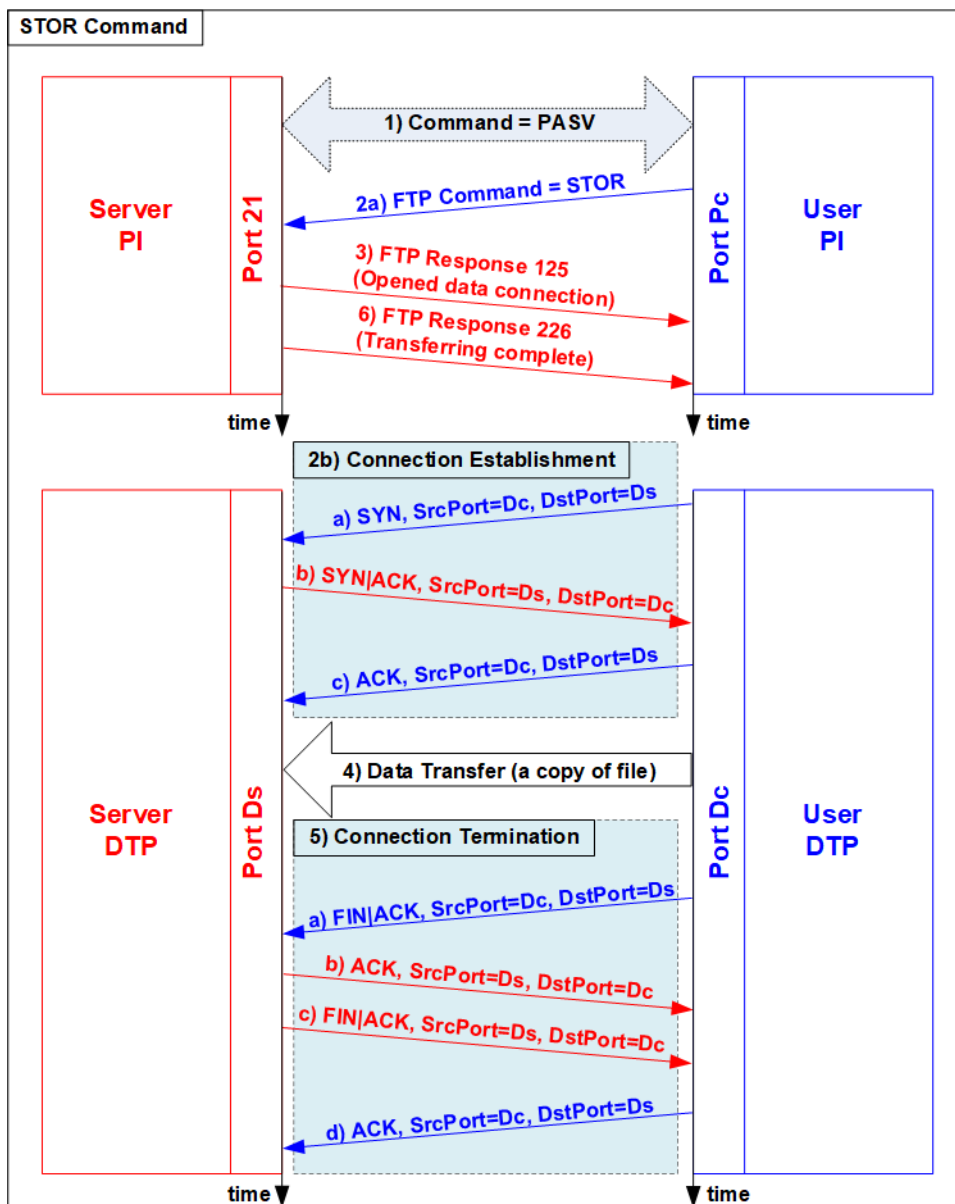 STOR Command
1) Command = PASV
Server
PI
Port 21
2a) FTP Command = STOR
3) FTP Response 125
(Opened data connection)
6) FTP Response 226
(Transferring complete)
Port Pc
User
PI
time
time
2b) Connection Establishment
a) SYN, SrcPort=Dc, DstPort=Ds
b) SYN|ACK, SrcPort=Ds, DstPort=Dc
c) ACK, SrcPort=Dc, DstPort=Ds
4) Data Transfer (a copy of file)
Server
DTP
Port Ds
Port Dc
User
DTP
5) Connection Termination
a) FIN|ACK, SrcPort=Dc, DstPort=Ds
b) ACK, SrcPort=Ds, DstPort=Dc
c) FIN|ACK, SrcPort=Ds, DstPort=Dc
d) ACK, SrcPort=Dc, DstPort=Ds
time
time